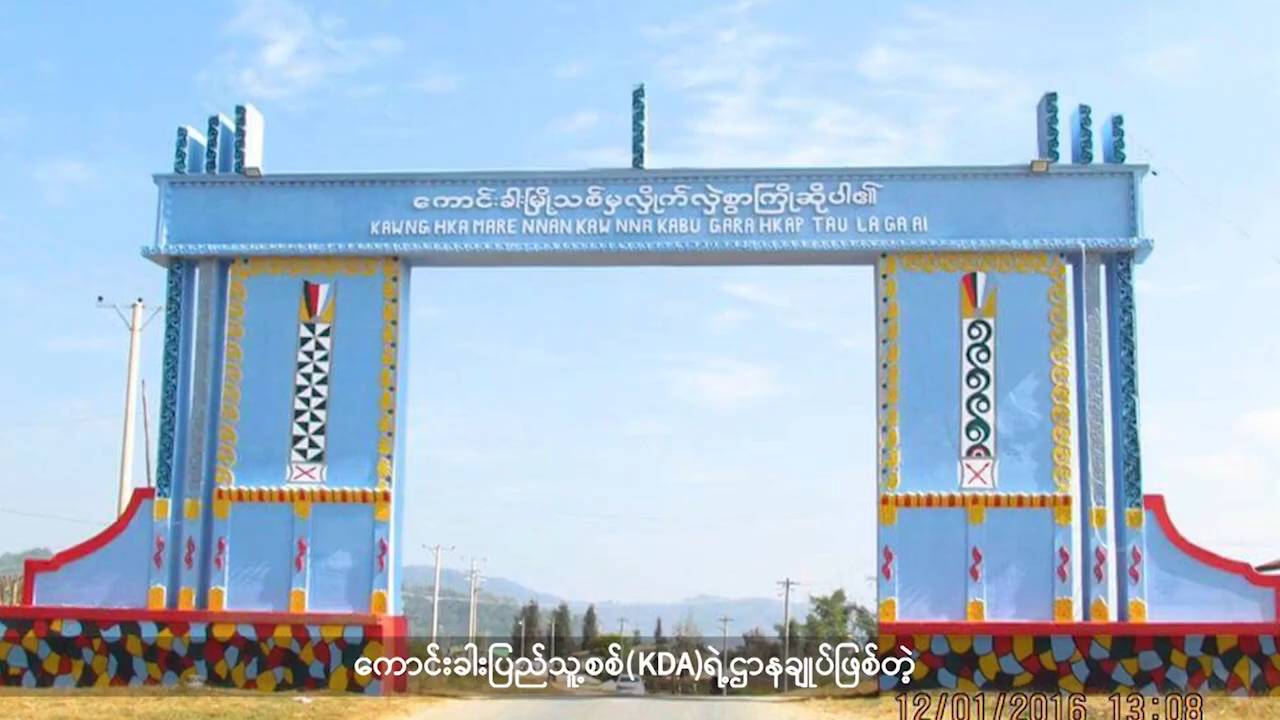 ကောင်းခါးမြို့သစ်မှလှိုက်လှဲစွာကြိုဆိုပါ၏
KAWNG HKA MARE NNAN KAW NNA KABU GARA HKAP TAU LA GA AI
ကောင်းခါးပြည်သူ့စစ်(KDA)ရဲ့ဌာနချုပ်ဖြစ်တဲ့
12/01/2016 13:08